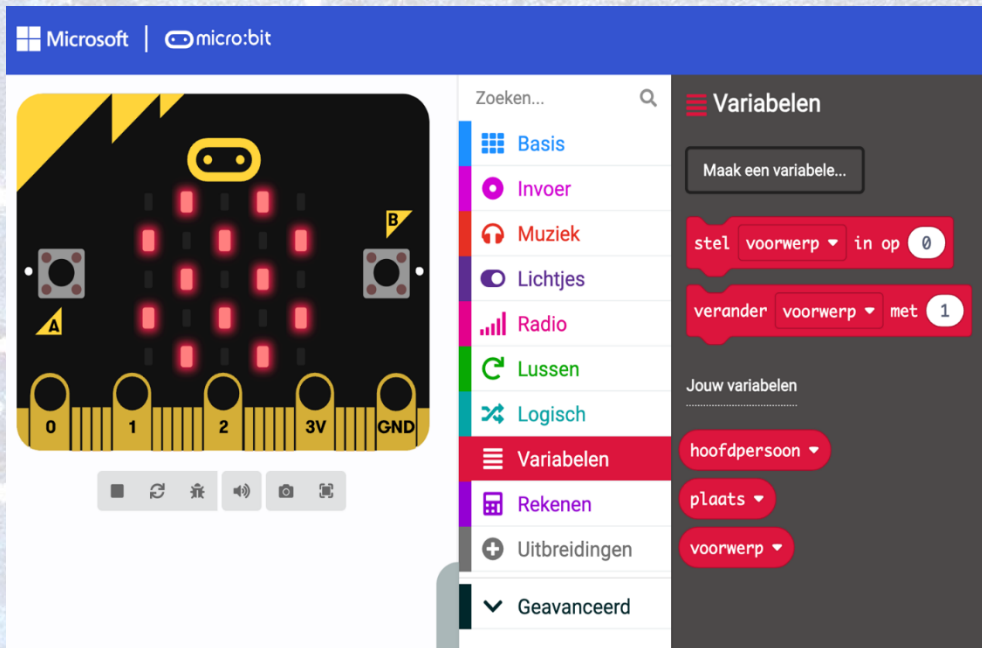 Microsoft | micro:bit
B
A
0 1 2 3V GND
Zoeken...
Basis
Invoer
Muziek
Lichtjes
Radio
Lussen
Logisch
Variabelen
Rekenen
Uitbreidingen
Geavanceerd
Variabelen
Maak een variabele...
stel voorwerp in op 0
verander voorwerp met 1
Jouw variabelen
hoofdpersoon
plaats
voorwerp